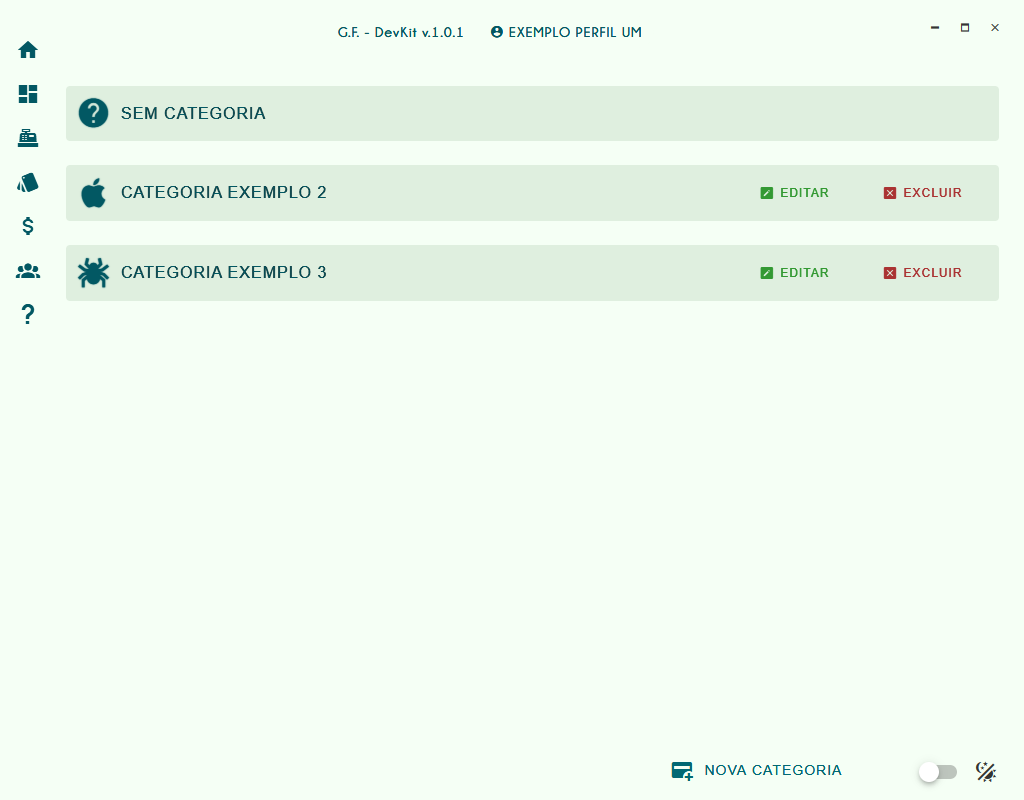 G.F. - DevKit v.1.0.1 EXEMPLO PERFIL UM
SEM CATEGORIA
CATEGORIA EXEMPLO 2 EDITAR EXCLUIR
CATEGORIA EXEMPLO 3 EDITAR EXCLUIR
NOVA CATEGORIA